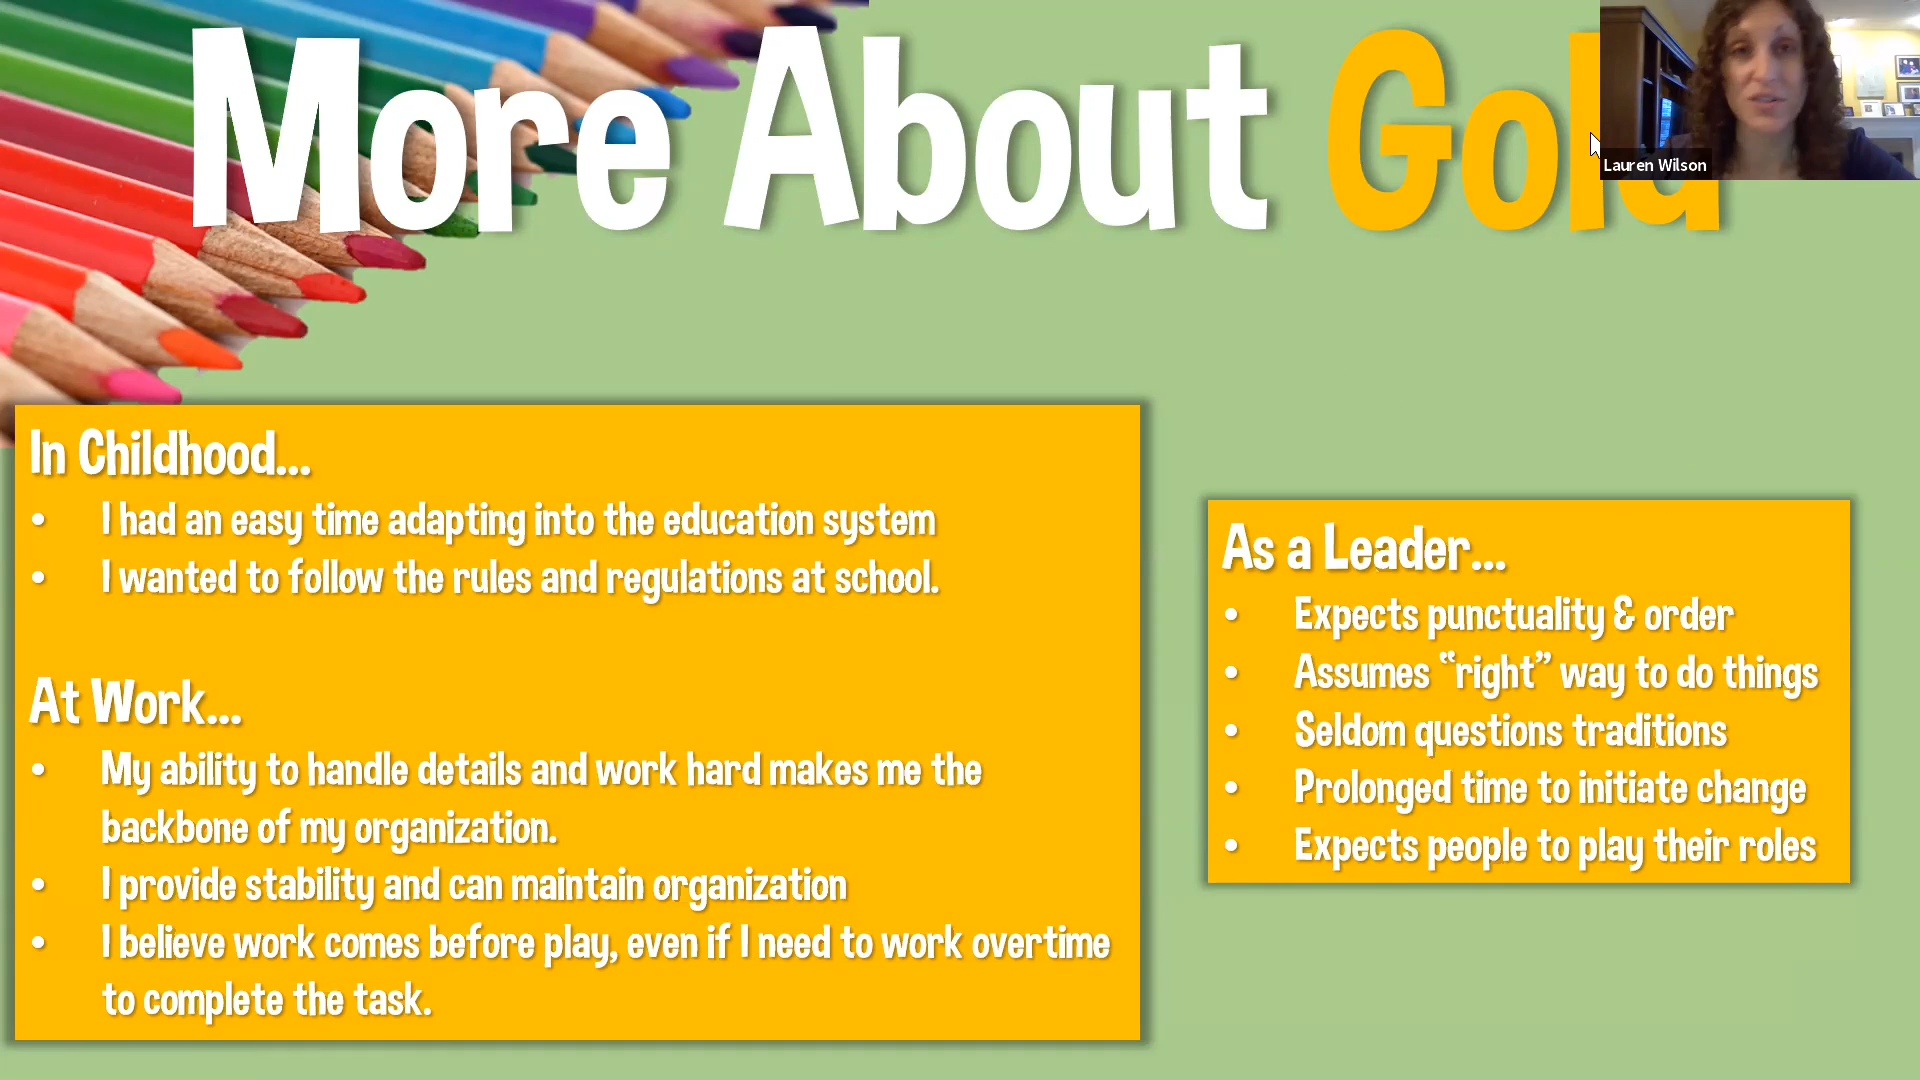 More About Gold
Lauren Wilson
In Childhood...
• I had an easy time adapting into the education system
• I wanted to follow the rules and regulations at school.
At Work...
• My ability to handle details and work hard makes me the
backbone of my organization.
• I provide stability and can maintain organization
• I believe work comes before play, even if I need to work overtime
to complete the task.
As a Leader...
• Expects punctuality & order
• Assumes “right” way to do things
• Seldom questions traditions
• Prolonged time to initiate change
• Expects people to play their roles